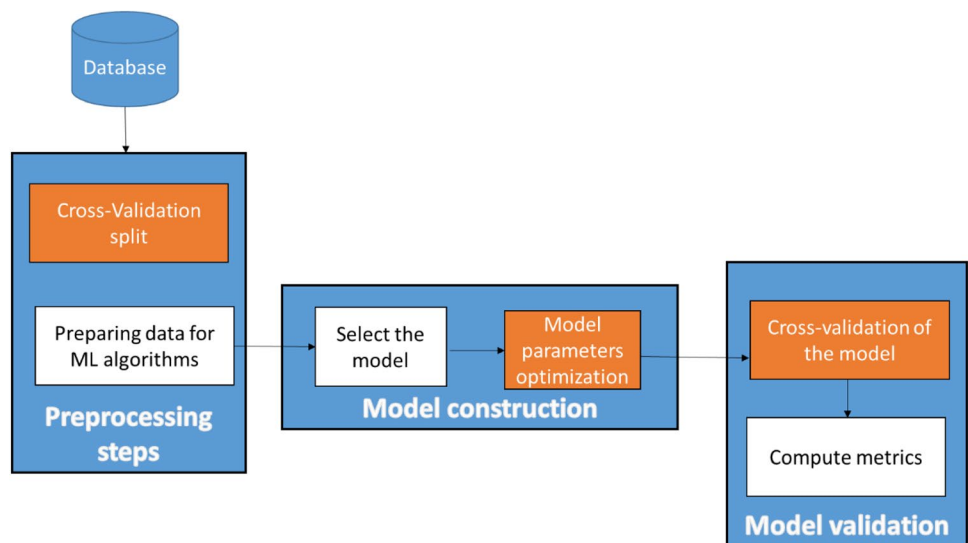 Database
Cross-Validation
split
Preparing data for
ML algorithms
Preprocessing
steps
Select the
model
Model
parameters
optimization
Model construction
Cross-validation of
the model
Compute metrics
Model validation